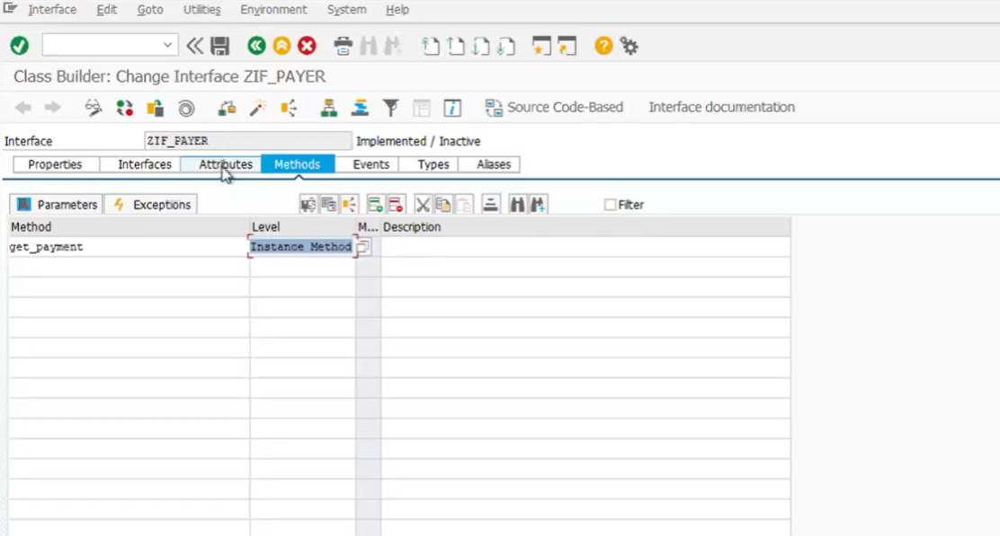 Interface Edit Goto Utilities Environment System Help
Class Builder: Change Interface ZIF_PAYER
Source Code-Based Interface documentation
Interface ZIF_PAYER Implemented / Inactive
Properties Interfaces Attributes Methods Events Types Aliases
Parameters Exceptions Filter
Method Level M... Description
get_payment Instance Method